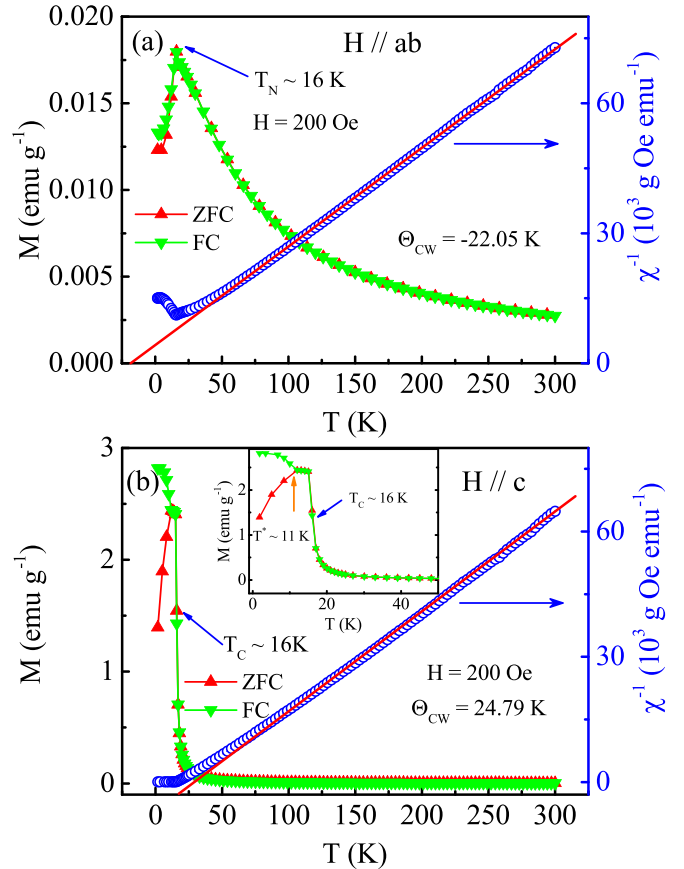 (a)
H // ab
T_N ~ 16 K
H = 200 Oe
ZFC
FC
Θ_CW = -22.05 K
M (emu g⁻¹)
0.020
0.015
0.010
0.005
0.000
χ⁻¹ (10³ g Oe emu⁻¹)
60
30
0
0 50 100 150 200 250 300
T (K)
(b)
H // c
T_C ~ 16K
ZFC
FC
H = 200 Oe
Θ_CW = 24.79 K
M (emu g⁻¹)
3
2
1
0
χ⁻¹ (10³ g Oe emu⁻¹)
60
30
0
M (emu g⁻¹)
2
1
0
T_C ~ 16 K
T* ~ 11 K
0 20 40
T (K)
0 50 100 150 200 250 300
T (K)